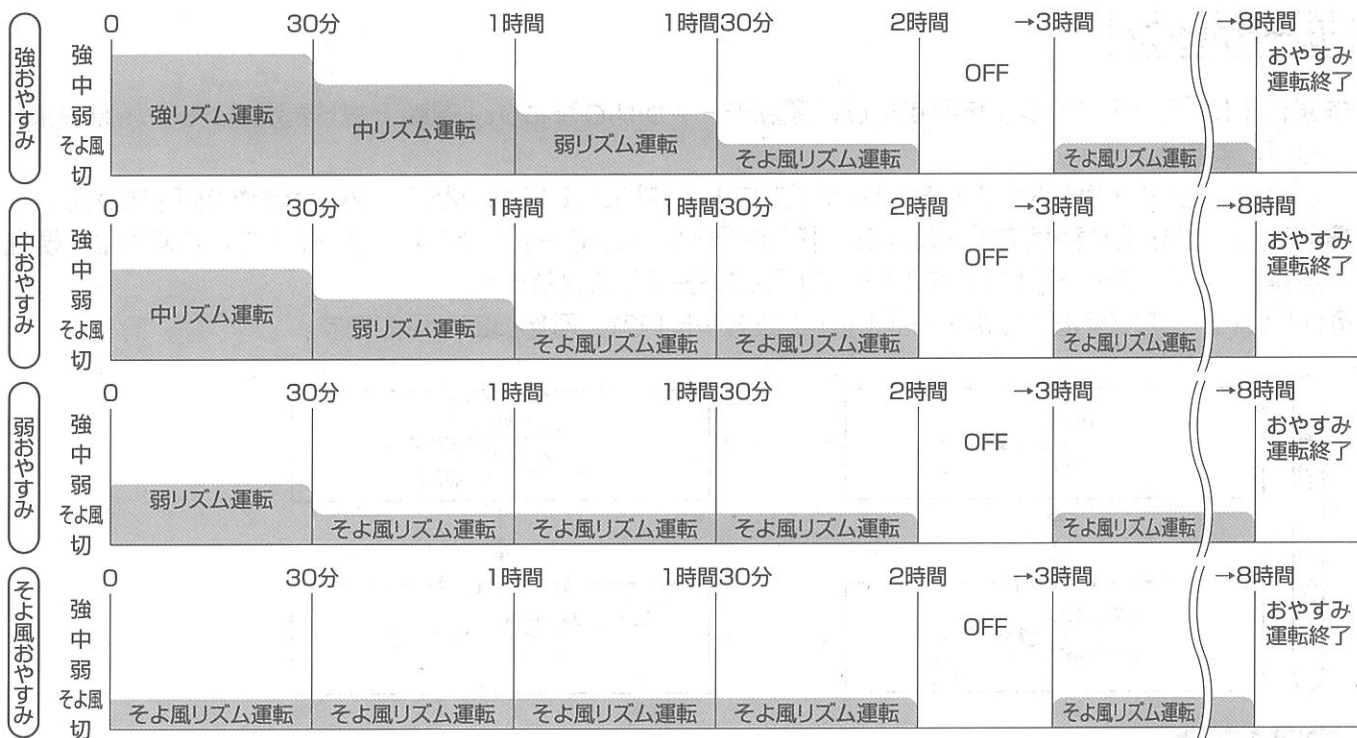 強おやすみ
0 30分 1時間 1時間30分 2時間 →3時間 →8時間
強
中
弱
そよ風
切
強リズム運転
中リズム運転
弱リズム運転
そよ風リズム運転
OFF
そよ風リズム運転
おやすみ
運転終了
中おやすみ
0 30分 1時間 1時間30分 2時間 →3時間 →8時間
強
中
弱
そよ風
切
中リズム運転
弱リズム運転
そよ風リズム運転
そよ風リズム運転
OFF
そよ風リズム運転
おやすみ
運転終了
弱おやすみ
0 30分 1時間 1時間30分 2時間 →3時間 →8時間
強
中
弱
そよ風
切
弱リズム運転
そよ風リズム運転
そよ風リズム運転
そよ風リズム運転
OFF
そよ風リズム運転
おやすみ
運転終了
そよ風おやすみ
0 30分 1時間 1時間30分 2時間 →3時間 →8時間
強
中
弱
そよ風
切
そよ風リズム運転
そよ風リズム運転
そよ風リズム運転
そよ風リズム運転
OFF
そよ風リズム運転
おやすみ
運転終了